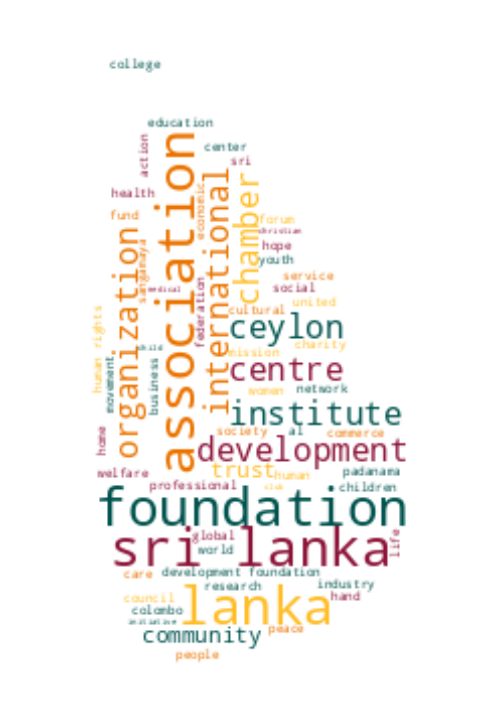 college
education
center
action
association
sri
health
international
chamber
economic
fund
organization
forum
christian
hope
youth
sangamaya
service
medical
social
federation
united
human rights
cultural
ceylon
charity
child
mission
movement
business
centre
women
network
institute
home
society
al
commerce
development
welfare
trust
human
padanama
professional
club
children
foundation
sri lanka
global
life
world
care
development foundation
research
industry
council
hand
lanka
colombo
initiative
community
peace
people